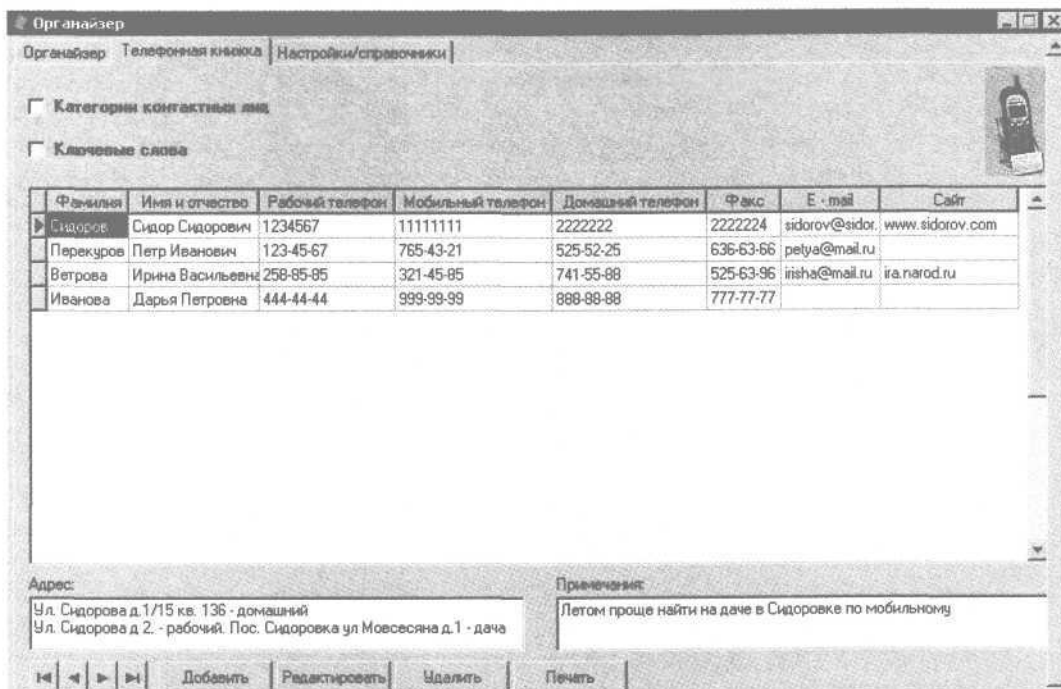 Органайзер
Органайзер Телефонная книжка Настройки/справочники
Категории контактных лиц
Ключевые слова
Фамилия Имя и отчество Рабочий телефон Мобильный телефон Домашний телефон Факс E - mail Сайт
Сидоров Сидор Сидорович 1234567 11111111 2222222 2222224 sidorov@sidor. www.sidorov.com
Перекуров Петр Иванович 123-45-67 765-43-21 525-52-25 636-63-66 petya@mail.ru
Ветрова Ирина Васильевна 258-85-85 321-45-85 741-55-88 525-63-96 irisha@mail.ru ira.narod.ru
Иванова Дарья Петровна 444-44-44 999-99-99 888-88-88 777-77-77
Адрес:
Ул. Сидорова д.1/15 кв. 136 - домашний
Ул. Сидорова д 2. - рабочий. Пос. Сидоровка ул Мовсесяна д.1 - дача
Примечания:
Летом проще найти на даче в Сидоровке по мобильному
Добавить Редактировать Удалить Печать